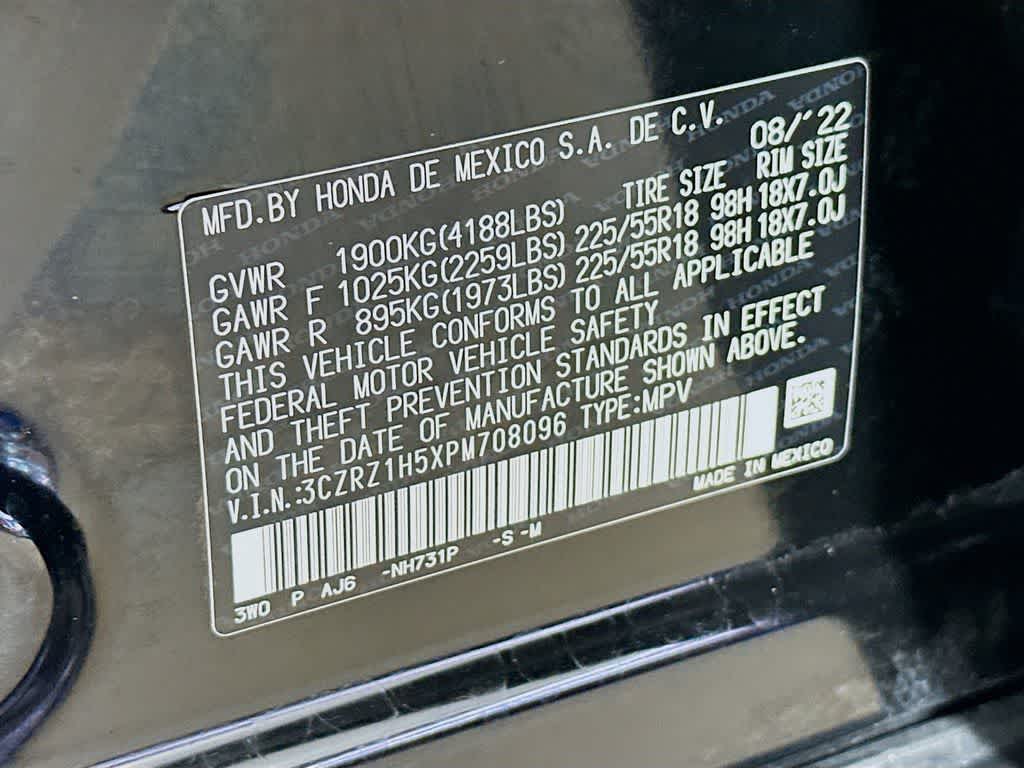 MFD.BY HONDA DE MEXICO S.A. DE C.V. 08/'22
TIRE SIZE RIM SIZE
GVWR 1900KG(4188LBS)
GAWR F 1025KG(2259LBS) 225/55R18 98H 18X7.0J
GAWR R 895KG(1973LBS) 225/55R18 98H 18X7.0J
THIS VEHICLE CONFORMS TO ALL APPLICABLE
FEDERAL MOTOR VEHICLE SAFETY
AND THEFT PREVENTION STANDARDS IN EFFECT
ON THE DATE OF MANUFACTURE SHOWN ABOVE.
V.I.N.:3CZRZ1H5XPM708096 TYPE:MPV
MADE IN MEXICO
3W0 P AJ6 -NH731P -S -M